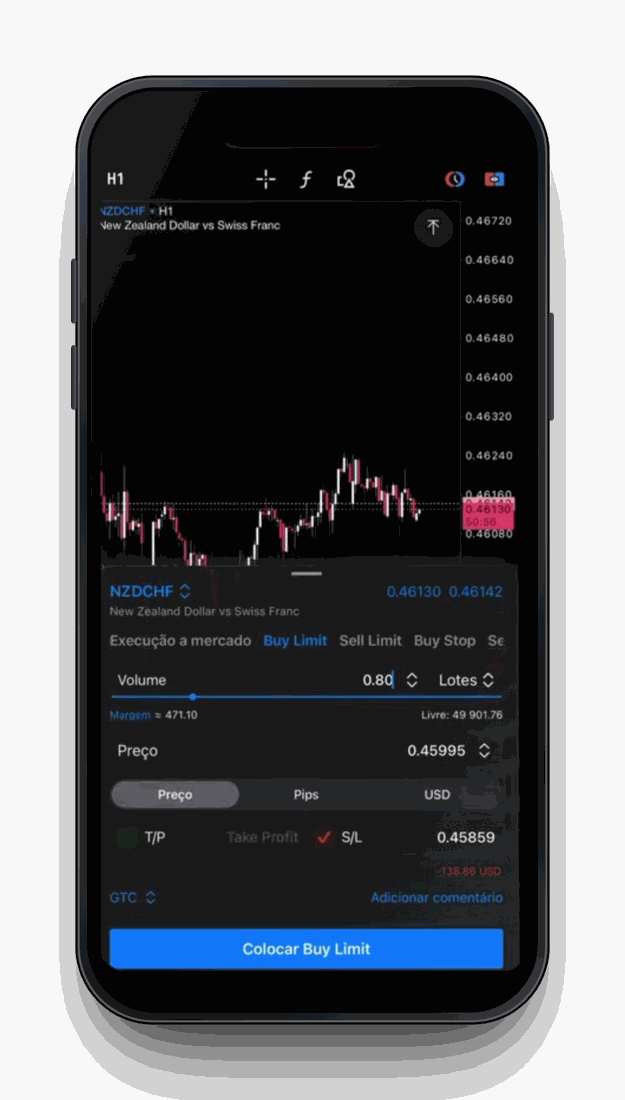 H1
NZDCHF • H1
New Zealand Dollar vs Swiss Franc
0.46720
0.46640
0.46560
0.46480
0.46400
0.46320
0.46240
0.46160
0.46130
50:56
0.46080
NZDCHF 0.46130 0.46142
New Zealand Dollar vs Swiss Franc
Execução a mercado Buy Limit Sell Limit Buy Stop Se
Volume 0.80 Lotes
Margem ≈ 471.10 Livre: 49 901.76
Preço 0.45995
Preço Pips USD
T/P Take Profit S/L 0.45859
-138.86 USD
GTC Adicionar comentário
Colocar Buy Limit